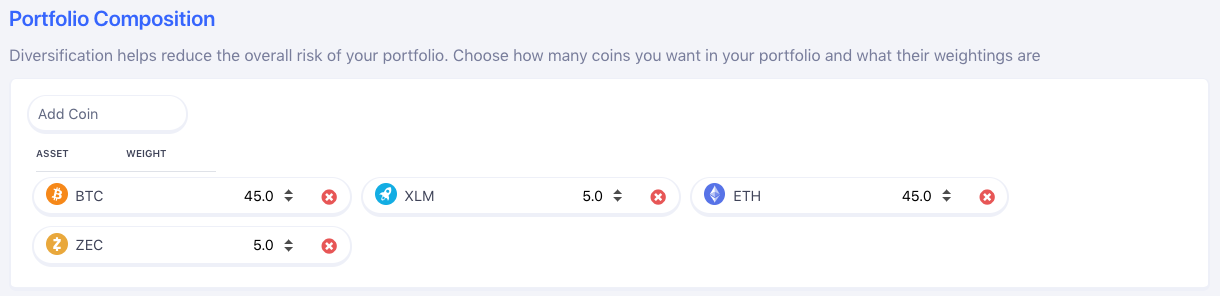 Portfolio Composition
Diversification helps reduce the overall risk of your portfolio. Choose how many coins you want in your portfolio and what their weightings are
Add Coin
ASSET WEIGHT
BTC 45.0 XLM 5.0 ETH 45.0
ZEC 5.0